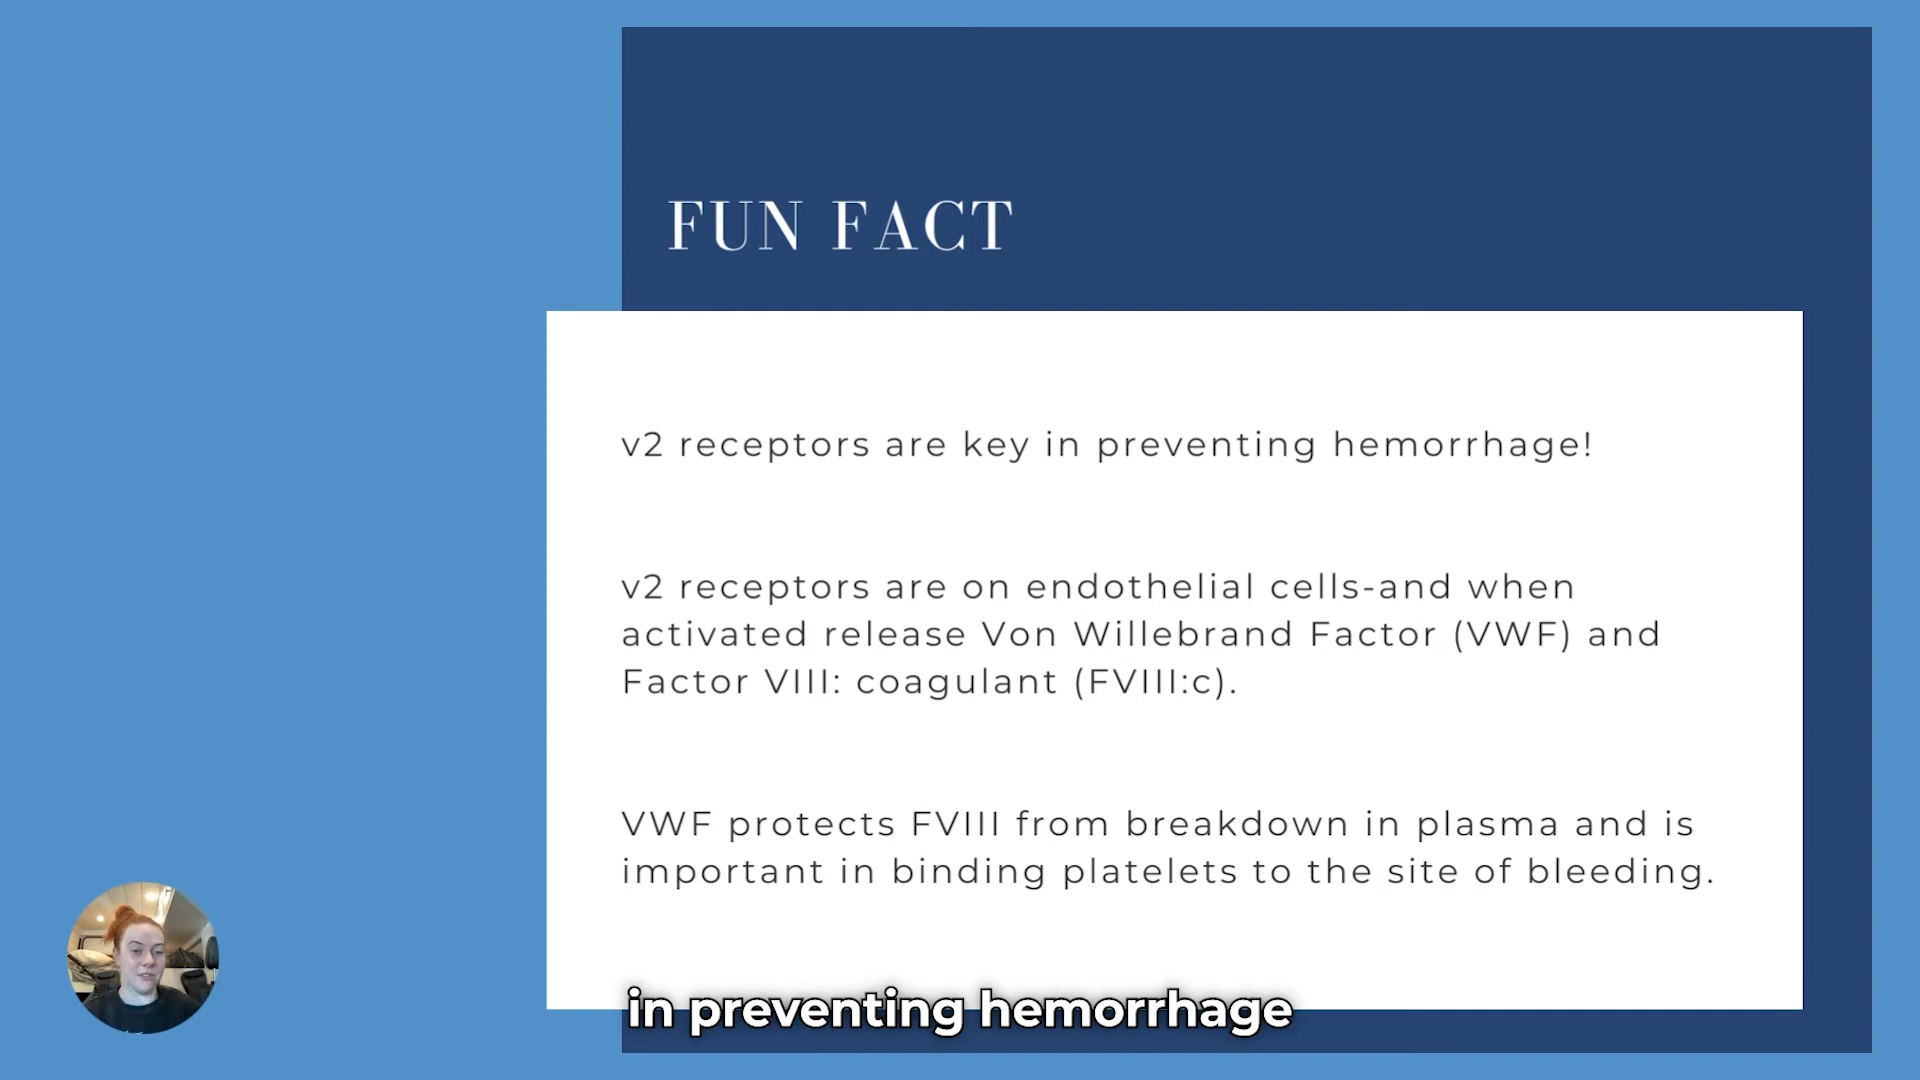 FUN FACT
v2 receptors are key in preventing hemorrhage!
v2 receptors are on endothelial cells-and when
activated release Von Willebrand Factor (VWF) and
Factor VIII: coagulant (FVIII:c).
VWF protects FVIII from breakdown in plasma and is
important in binding platelets to the site of bleeding.
in preventing hemorrhage